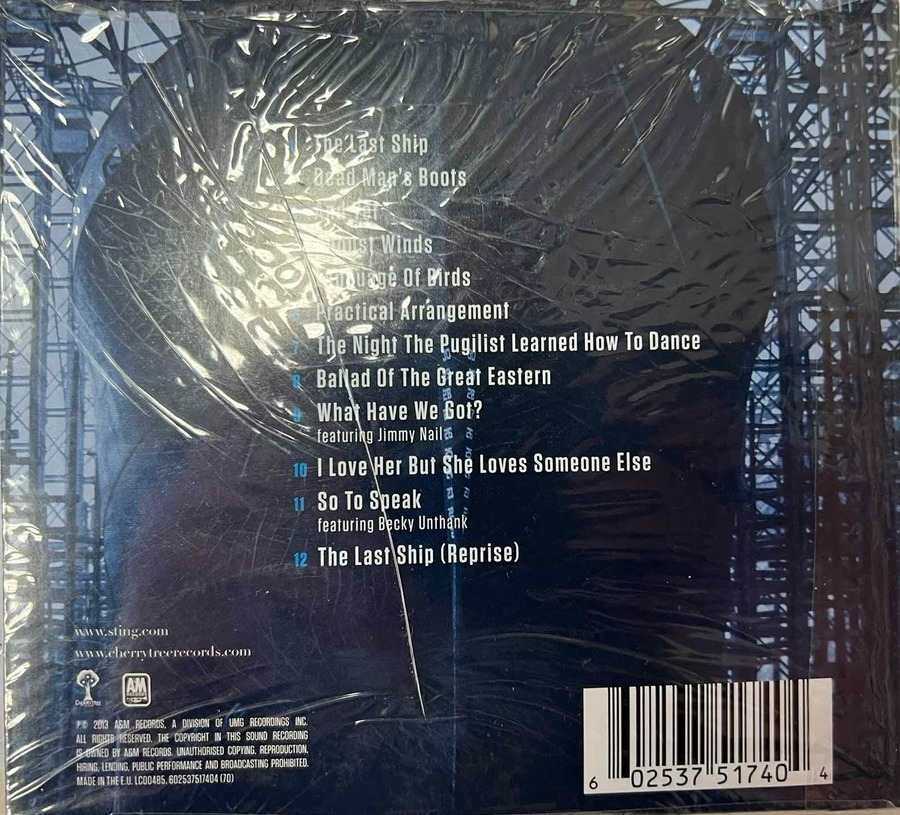 The Last Ship
Dead Man's Boots
Winds
Of Birds
Practical Arrangement
7 The Night The Pugilist Learned How To Dance
8 Ballad Of The Great Eastern
9 What Have We Got?
featuring Jimmy Nail
10 I Love Her But She Loves Someone Else
11 So To Speak
featuring Becky Unthank
12 The Last Ship (Reprise)
www.sting.com
www.cherrytreerecords.com
CHERRYTREE A&M
℗© 2013 A&M RECORDS, A DIVISION OF UMG RECORDINGS INC.
ALL RIGHTS RESERVED. THE COPYRIGHT IN THIS SOUND RECORDING
IS OWNED BY A&M RECORDS. UNAUTHORISED COPYING, REPRODUCTION,
HIRING, LENDING, PUBLIC PERFORMANCE AND BROADCASTING PROHIBITED.
MADE IN THE E.U. LC00485. 602537517404 (70)
6 02537 51740 4